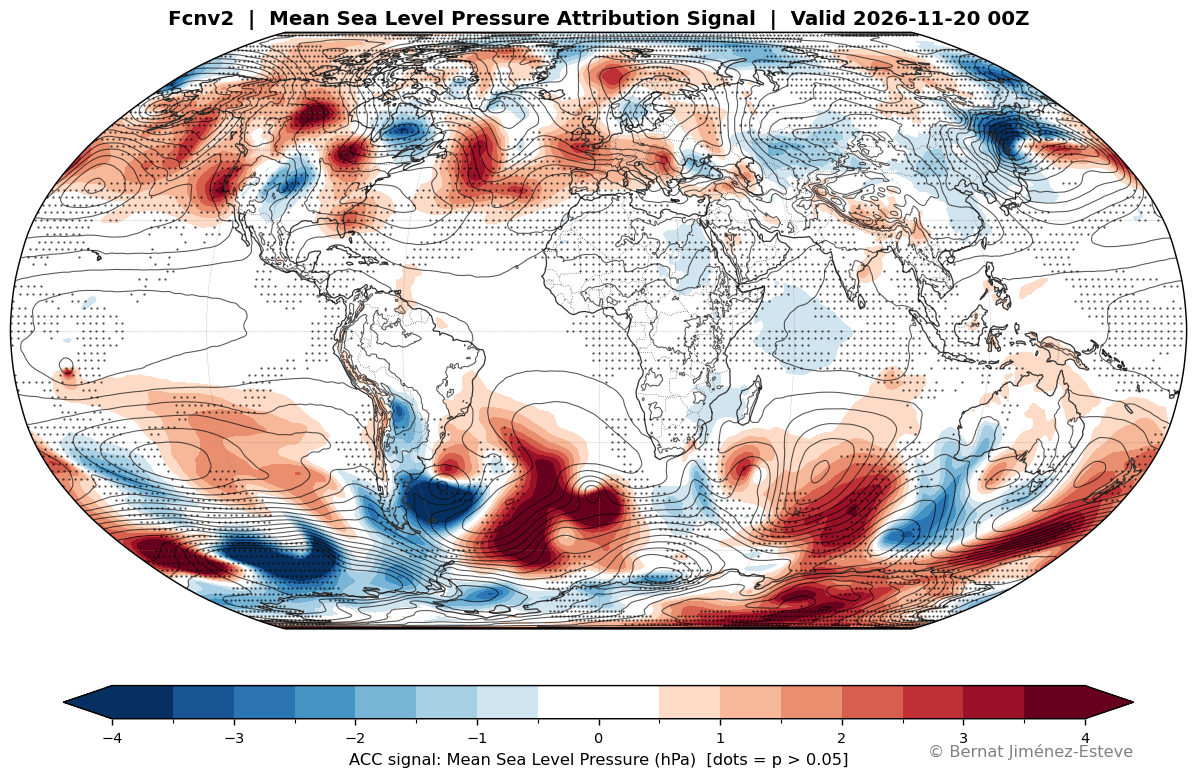 Fcnv2 | Mean Sea Level Pressure Attribution Signal | Valid 2026-11-20 00Z
−4 −3 −2 −1 0 1 2 3 4
ACC signal: Mean Sea Level Pressure (hPa) [dots = p > 0.05]
© Bernat Jiménez-Esteve